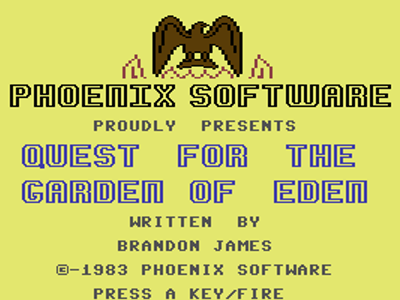 PHOENIX SOFTWARE
PROUDLY PRESENTS
QUEST FOR THE
GARDEN OF EDEN
WRITTEN BY
BRANDON JAMES
©-1983 PHOENIX SOFTWARE
PRESS A KEY/FIRE